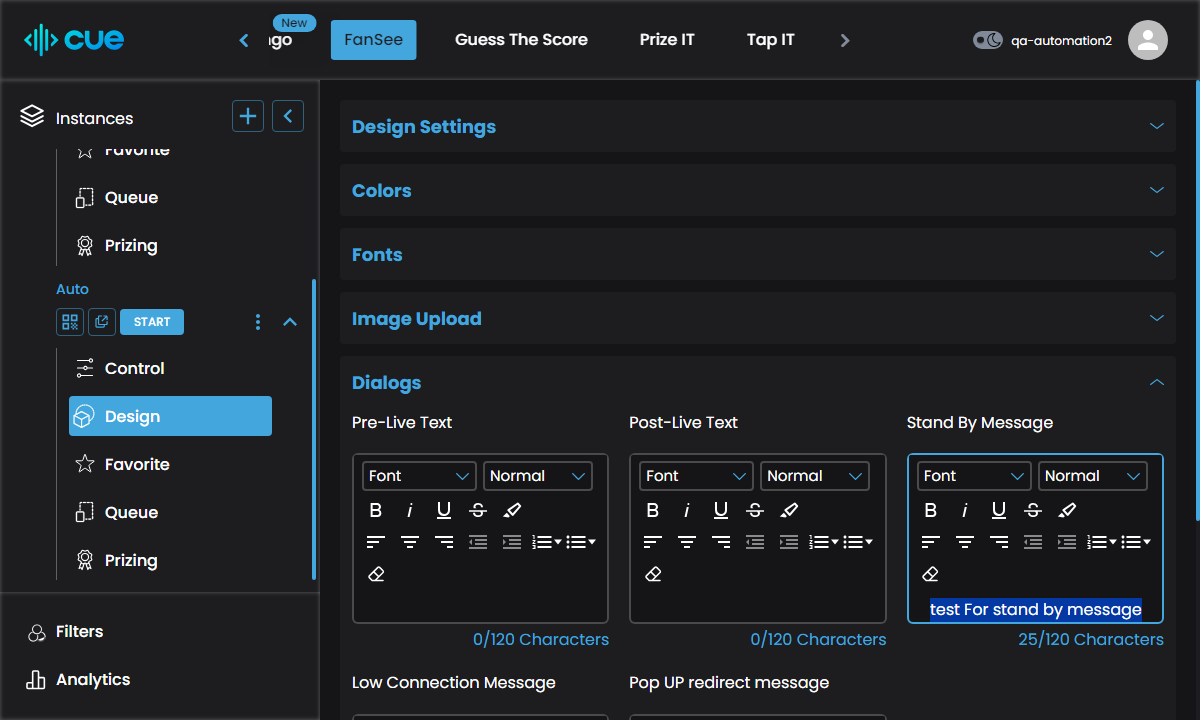 cue
New
FanSee
Guess The Score
Prize IT
Tap IT
qa-automation2
Instances
Favorite
Queue
Prizing
Auto
START
Control
Design
Favorite
Queue
Prizing
Filters
Analytics
Design Settings
Colors
Fonts
Image Upload
Dialogs
Pre-Live Text
Post-Live Text
Stand By Message
Font
Normal
Font
Normal
Font
Normal
test For stand by message
0/120 Characters
0/120 Characters
25/120 Characters
Low Connection Message
Pop UP redirect message